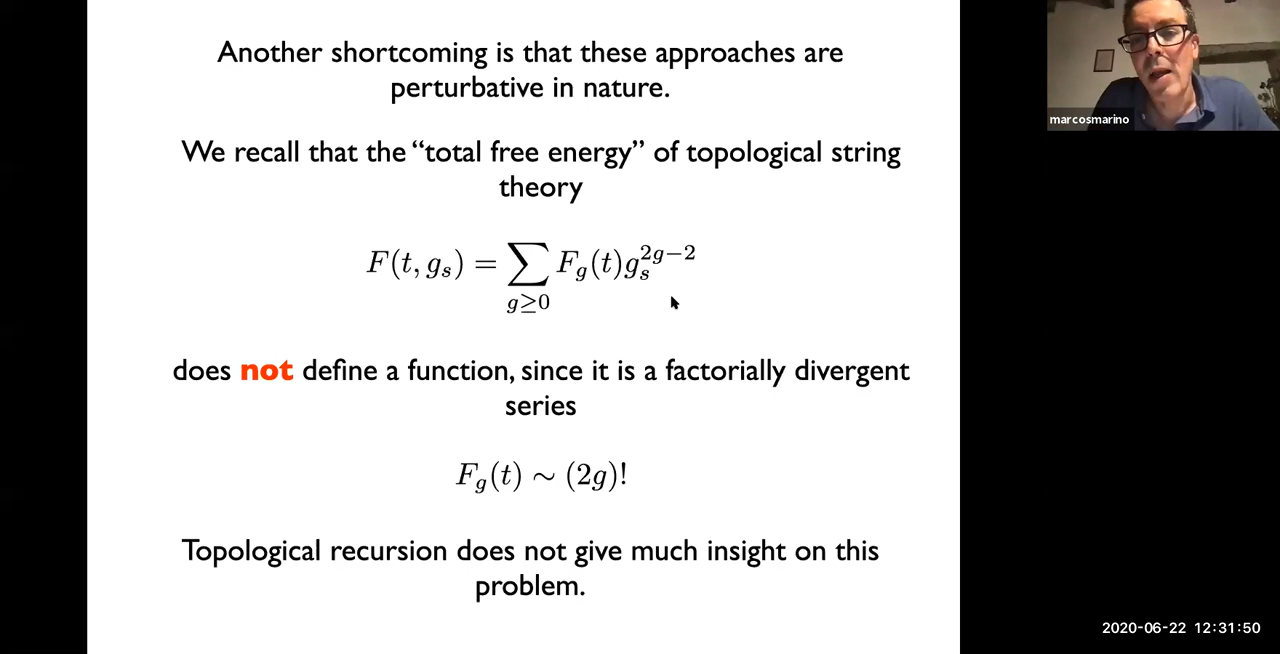 Another shortcoming is that these approaches are
perturbative in nature.
We recall that the “total free energy” of topological string
theory
F(t, g_s) = \sum_{g≥0} F_g(t) g_s^{2g−2}
does not define a function, since it is a factorially divergent
series
F_g(t) ∼ (2g)!
Topological recursion does not give much insight on this
problem.
marcosmarino
2020-06-22 12:31:50